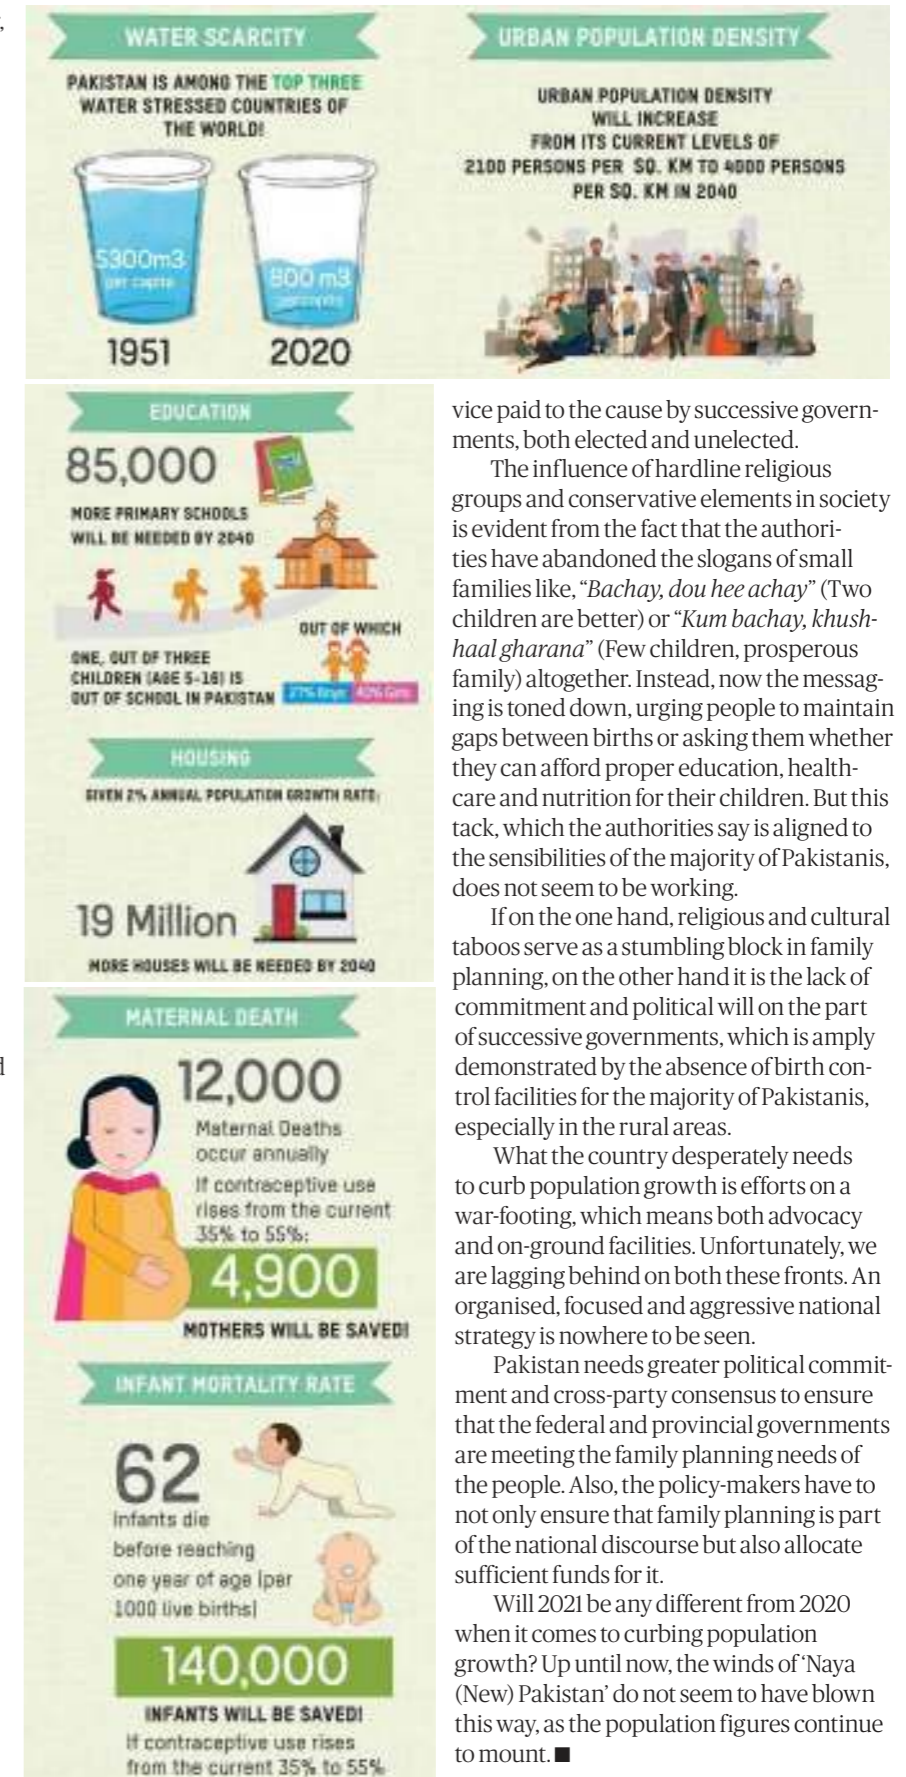 WATER SCARCITY
PAKISTAN IS AMONG THE TOP THREE
WATER STRESSED COUNTRIES OF
THE WORLD!
5300m3
per capita
800 m3
per capita
1951
2020
URBAN POPULATION DENSITY
URBAN POPULATION DENSITY
WILL INCREASE
FROM ITS CURRENT LEVELS OF
2100 PERSONS PER SQ. KM TO 4000 PERSONS
PER SQ. KM IN 2040
EDUCATION
85,000
MORE PRIMARY SCHOOLS
WILL BE NEEDED BY 2040
OUT OF WHICH
ONE, OUT OF THREE
CHILDREN (AGE 5-16) IS
OUT OF SCHOOL IN PAKISTAN
27% Boys
Girls
HOUSING
GIVEN 2% ANNUAL POPULATION GROWTH RATE:
19 Million
MORE HOUSES WILL BE NEEDED BY 2040
MATERNAL DEATH
12,000
Maternal Deaths
occur annually
If contraceptive use
rises from the current
35% to 55%:
4,900
MOTHERS WILL BE SAVED!
INFANT MORTALITY RATE
62
Infants die
before reaching
one year of age (per
1000 live births)
140,000
INFANTS WILL BE SAVED!
If contraceptive use rises
from the current 35% to 55%
vice paid to the cause by successive govern-
ments, both elected and unelected.
The influence of hardline religious
groups and conservative elements in society
is evident from the fact that the authori-
ties have abandoned the slogans of small
families like, “Bachay, dou hee achay” (Two
children are better) or “Kum bachay, khush-
haal gharana” (Few children, prosperous
family) altogether. Instead, now the messag-
ing is toned down, urging people to maintain
gaps between births or asking them whether
they can afford proper education, health-
care and nutrition for their children. But this
tack, which the authorities say is aligned to
the sensibilities of the majority of Pakistanis,
does not seem to be working.
If on the one hand, religious and cultural
taboos serve as a stumbling block in family
planning, on the other hand it is the lack of
commitment and political will on the part
of successive governments, which is amply
demonstrated by the absence of birth con-
trol facilities for the majority of Pakistanis,
especially in the rural areas.
What the country desperately needs
to curb population growth is efforts on a
war-footing, which means both advocacy
and on-ground facilities. Unfortunately, we
are lagging behind on both these fronts. An
organised, focused and aggressive national
strategy is nowhere to be seen.
Pakistan needs greater political commit-
ment and cross-party consensus to ensure
that the federal and provincial governments
are meeting the family planning needs of
the people. Also, the policy-makers have to
not only ensure that family planning is part
of the national discourse but also allocate
sufficient funds for it.
Will 2021 be any different from 2020
when it comes to curbing population
growth? Up until now, the winds of ‘Naya
(New) Pakistan’ do not seem to have blown
this way, as the population figures continue
to mount. ■